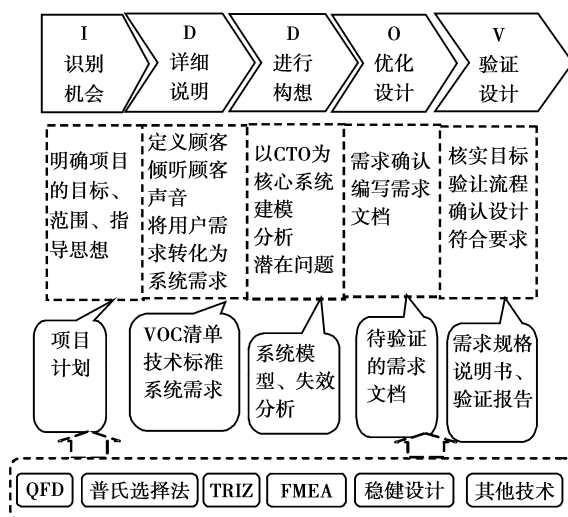 I
识别
机会
D
详细
说明
D
进行
构想
O
优化
设计
V
验证
设计
明确项目
的目标、
范围、指
导思想
定义顾客
倾听顾客
声音
将用户需
求转化为
系统需求
以CTO为
核心系统
建模
分析
潜在问题
需求确认
编写需求
文档
核实目标
验让流程
确认设计
符合要求
项目
计划
VOC清单
技术标准
系统需求
系统模
型、失效
分析
待验证
的需求
文档
需求规格
说明书、
验证报告
QFD
普氏选择法
TRIZ
FMEA
稳健设计
其他技术